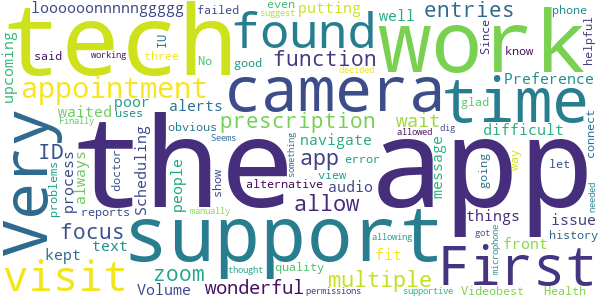 looooonnnnnggggg failed IU even putting well entries phone suggest
upcoming tech said working three found work Since know helpful
No good function Preference
appointment waited poor alerts camera time glad
uses prescription wait difficult connect
Very ID obvious navigate message
the app
problems process always doctor Scheduling people show app error
something allowed dig going way let
alternative view audio
reports allow things issue history
Finally focus text Seems support got microphone needed
kept manually zoom multiple fit front First
visit Volume thought wonderful quality permissions allowing supportive decided Videobest Health